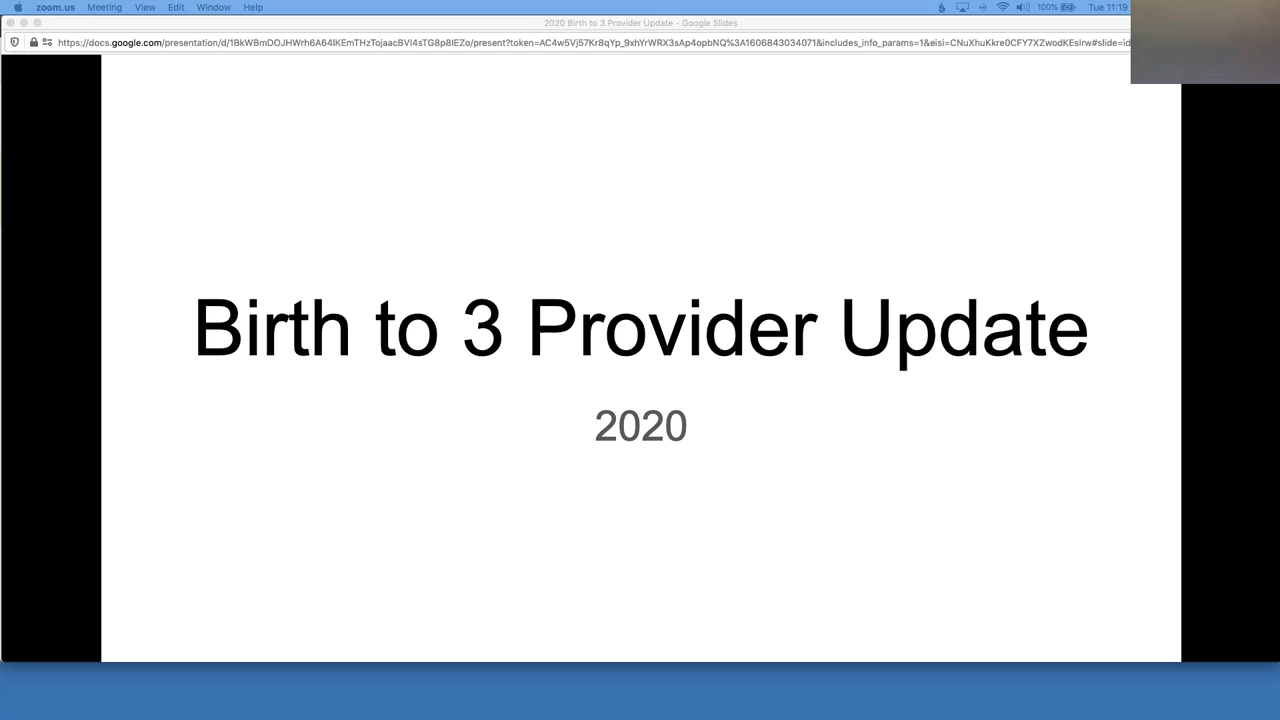 zoom.us Meeting View Edit Window Help 100% Tue 11:19
2020 Birth to 3 Provider Update - Google Slides
Birth to 3 Provider Update
2020